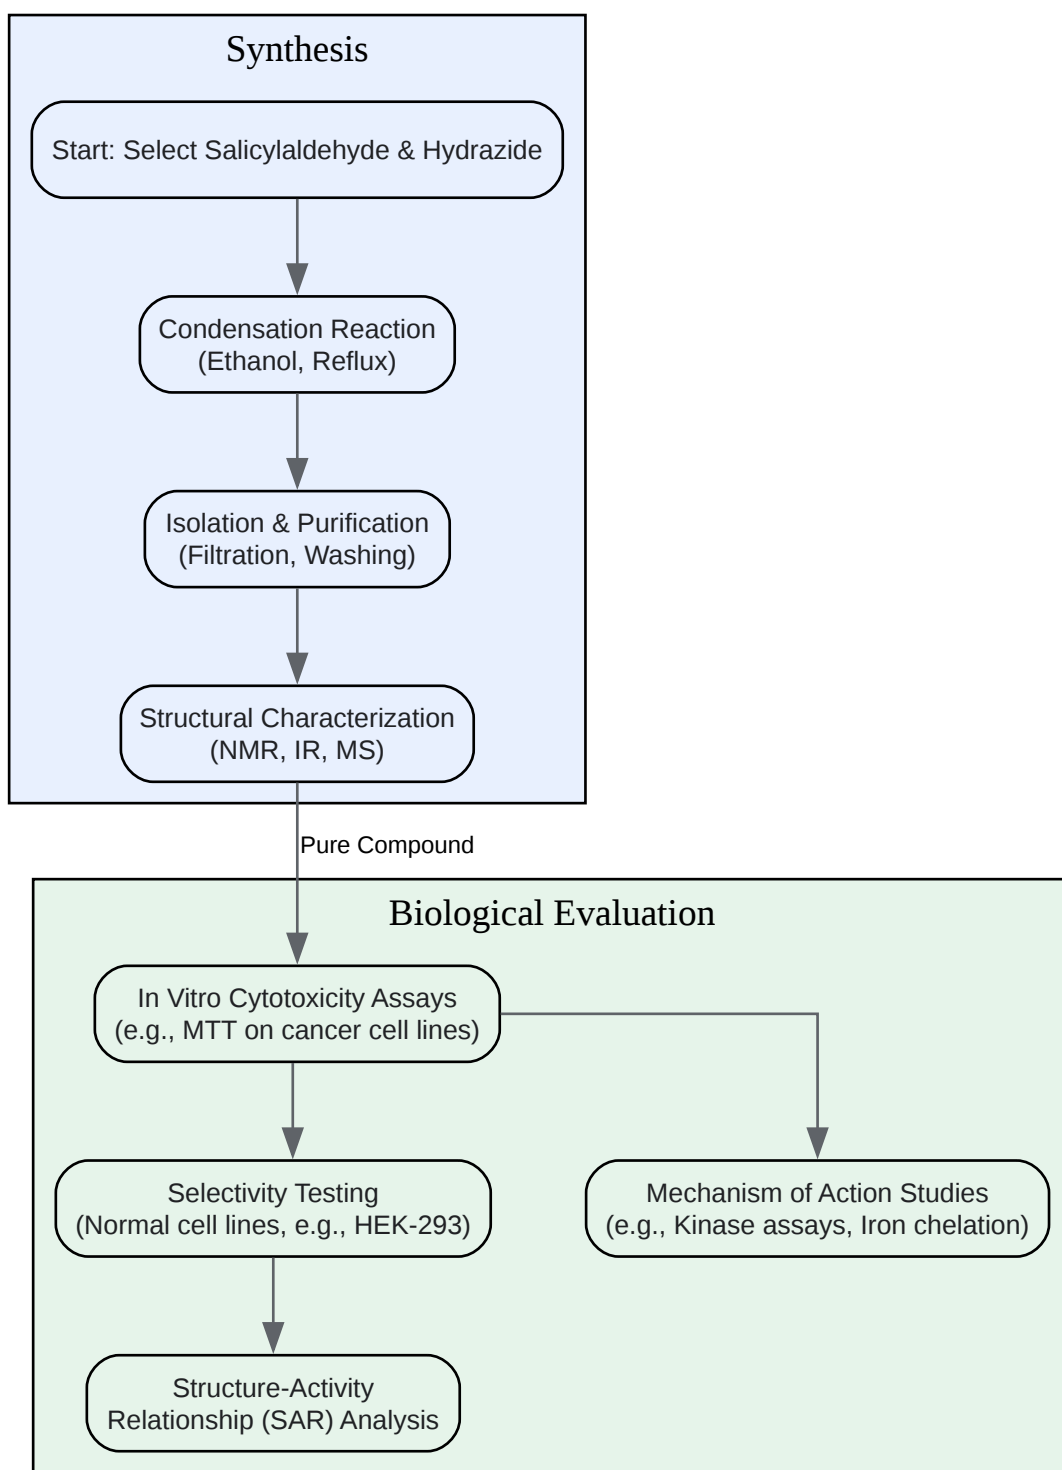 Synthesis
Start: Select Salicylaldehyde & Hydrazide
Condensation Reaction
(Ethanol, Reflux)
Isolation & Purification
(Filtration, Washing)
Structural Characterization
(NMR, IR, MS)
Pure Compound
Biological Evaluation
In Vitro Cytotoxicity Assays
(e.g., MTT on cancer cell lines)
Selectivity Testing
(Normal cell lines, e.g., HEK-293)
Mechanism of Action Studies
(e.g., Kinase assays, Iron chelation)
Structure-Activity
Relationship (SAR) Analysis